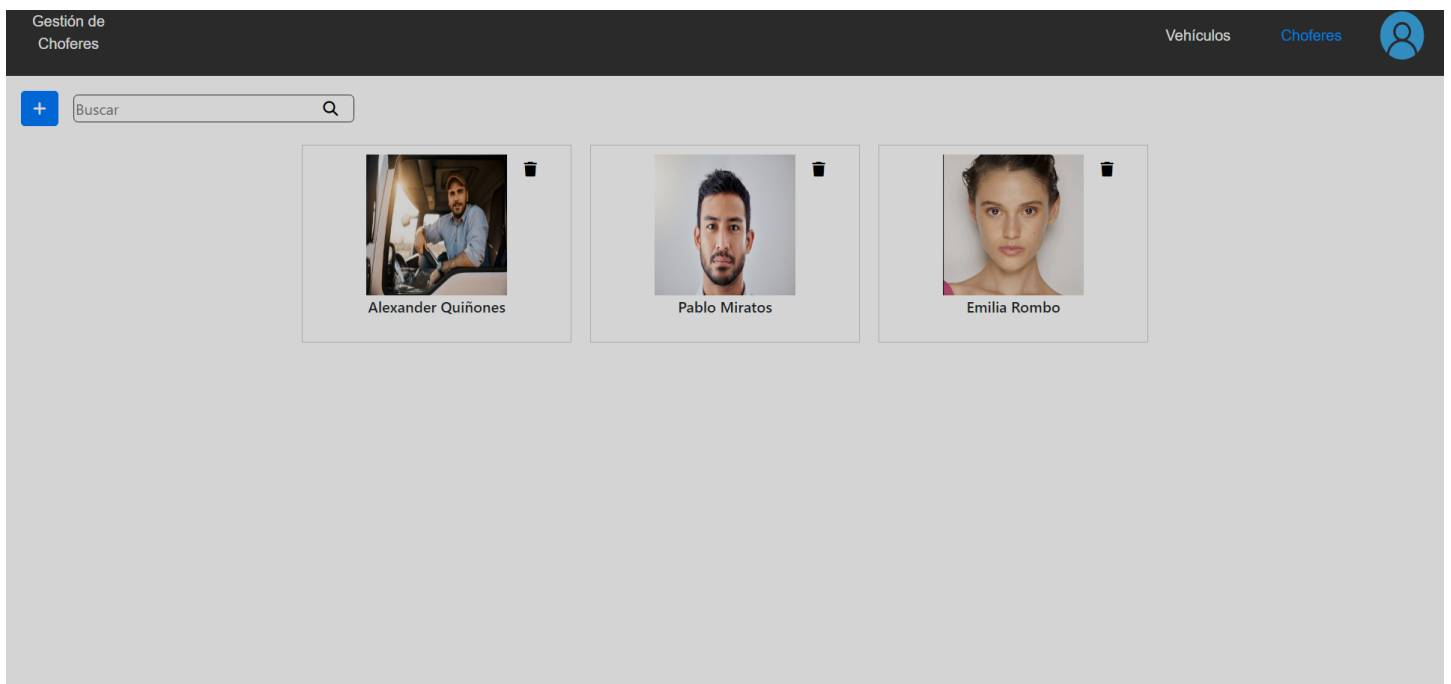 Gestión de
Choferes
Vehículos
Choferes
Buscar
Alexander Quiñones
Pablo Miratos
Emilia Rombo